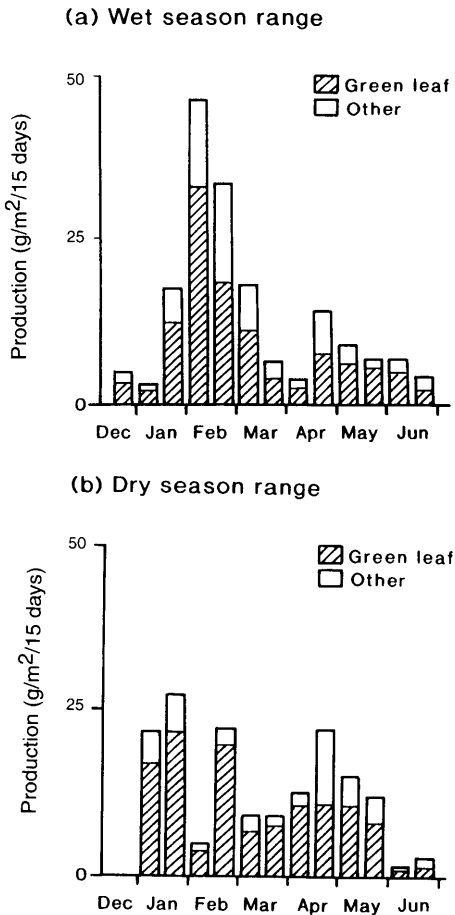 (a) Wet season range
50
Green leaf
Other
25
Production (g/m²/15 days)
0
Dec Jan Feb Mar Apr May Jun
(b) Dry season range
50
Green leaf
Other
25
Production (g/m²/15 days)
0
Dec Jan Feb Mar Apr May Jun